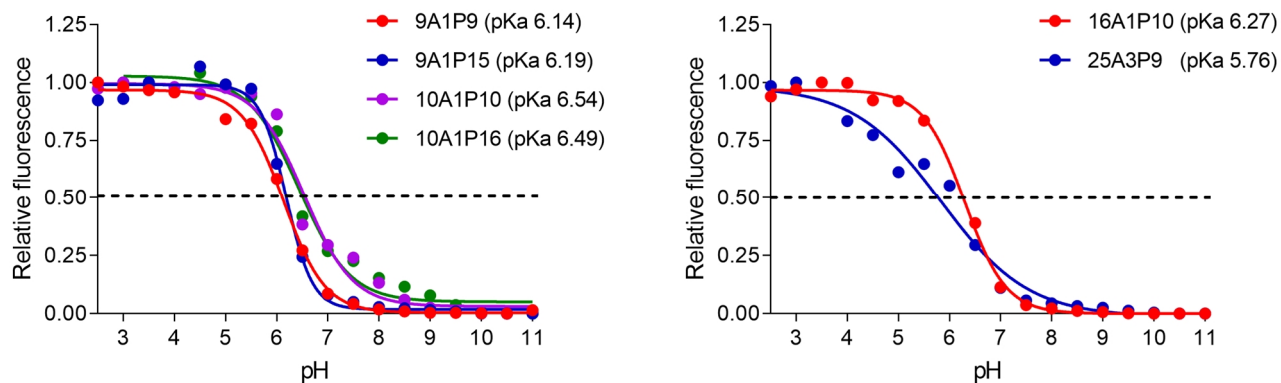 Relative fluorescence
1.25
1.00
0.75
0.50
0.25
0.00
3 4 5 6 7 8 9 10 11
pH
9A1P9 (pKa 6.14)
9A1P15 (pKa 6.19)
10A1P10 (pKa 6.54)
10A1P16 (pKa 6.49)
Relative fluorescence
1.25
1.00
0.75
0.50
0.25
0.00
3 4 5 6 7 8 9 10 11
pH
16A1P10 (pKa 6.27)
25A3P9 (pKa 5.76)